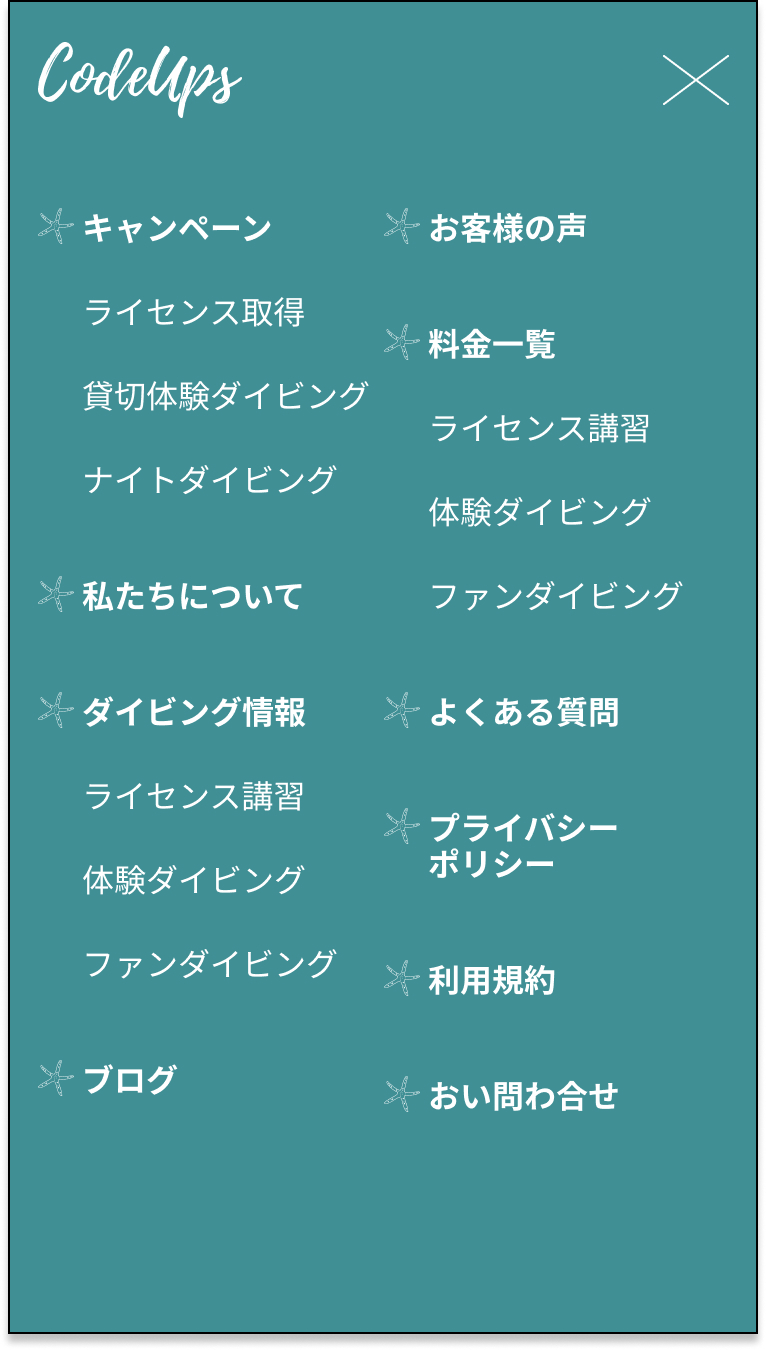 CodeUps
キャンペーン
ライセンス取得
貸切体験ダイビング
ナイトダイビング
私たちについて
ダイビング情報
ライセンス講習
体験ダイビング
ファンダイビング
ブログ
お客様の声
料金一覧
ライセンス講習
体験ダイビング
ファンダイビング
よくある質問
プライバシー
ポリシー
利用規約
おい問わ合せ